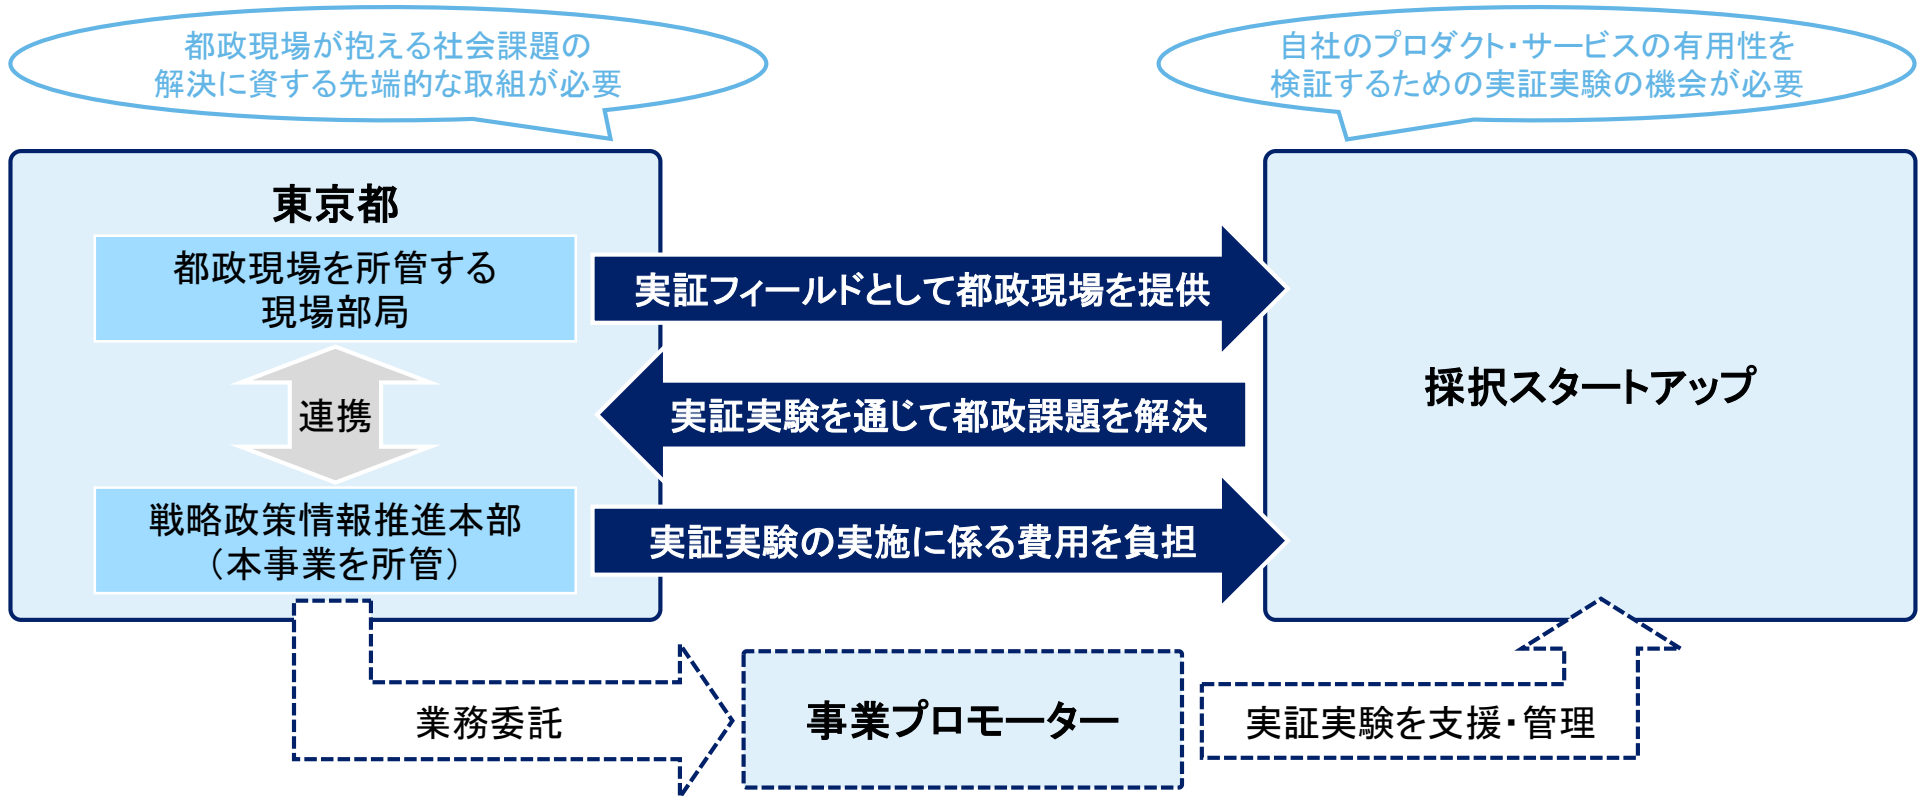 都政現場が抱える社会課題の
解決に資する先端的な取組が必要
自社のプロダクト・サービスの有用性を
検証するための実証実験の機会が必要
東京都
都政現場を所管する
現場部局
連携
戦略政策情報推進本部
（本事業を所管）
実証フィールドとして都政現場を提供
実証実験を通じて都政課題を解決
実証実験の実施に係る費用を負担
採択スタートアップ
業務委託
事業プロモーター
実証実験を支援・管理